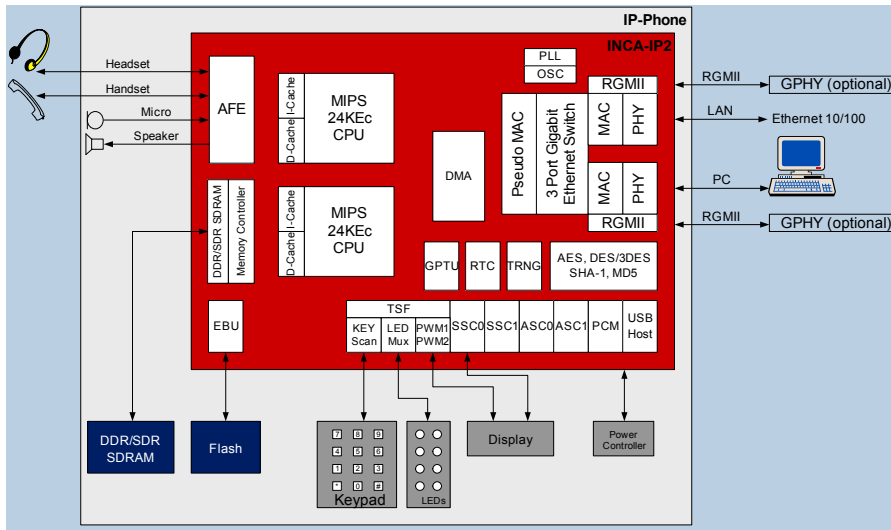 IP-Phone
INCA-IP2
Headset
Handset
Micro
Speaker
AFE
I-Cache
D-Cache
MIPS
24KEc
CPU
DDR/SDR SDRAM
Memory Controller
I-Cache
D-Cache
MIPS
24KEc
CPU
DMA
PLL
OSC
Pseudo MAC
3 Port Gigabit
Ethernet Switch
RGMII
MAC
PHY
MAC
PHY
RGMII
RGMII
GPHY (optional)
LAN
Ethernet 10/100
PC
RGMII
GPHY (optional)
GPTU
RTC
TRNG
AES, DES/3DES
SHA-1, MD5
EBU
TSF
KEY
Scan
LED
Mux
PWM1
PWM2
SSC0
SSC1
ASC0
ASC1
PCM
USB
Host
DDR/SDR
SDRAM
Flash
7 8 9
4 5 6
1 2 3
* 0 #
Keypad
LEDs
Display
Power
Controller